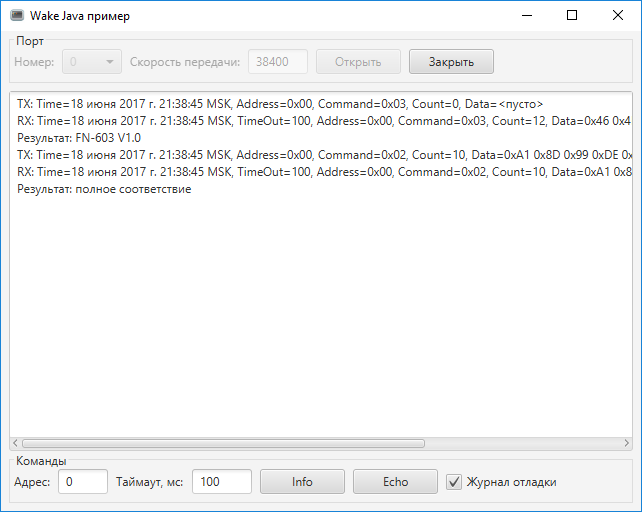 Wake Java пример
Порт
Номер: 0 Скорость передачи: 38400 Открыть Закрыть
TX: Time=18 июня 2017 г. 21:38:45 MSK, Address=0x00, Command=0x03, Count=0, Data=<пусто>
RX: Time=18 июня 2017 г. 21:38:45 MSK, TimeOut=100, Address=0x00, Command=0x03, Count=12, Data=0x46 0x4
Результат: FN-603 V1.0
TX: Time=18 июня 2017 г. 21:38:45 MSK, Address=0x00, Command=0x02, Count=10, Data=0xA1 0x8D 0x99 0xDE 0x
RX: Time=18 июня 2017 г. 21:38:45 MSK, TimeOut=100, Address=0x00, Command=0x02, Count=10, Data=0xA1 0x8
Результат: полное соответствие
Команды
Адрес: 0 Таймаут, мс: 100 Info Echo Журнал отладки